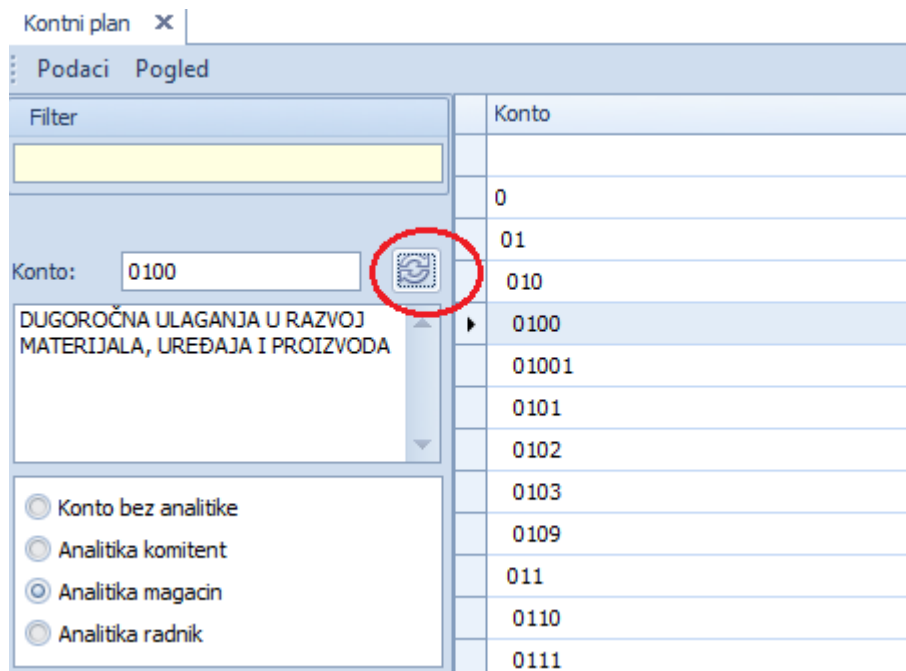 Kontni plan
Podaci Pogled
Filter
Konto: 0100
DUGOROČNA ULAGANJA U RAZVOJ
MATERIJALA, UREĐAJA I PROIZVODA
Konto bez analitike
Analitika komitent
Analitika magacin
Analitika radnik
Konto
0
01
010
0100
01001
0101
0102
0103
0109
011
0110
0111